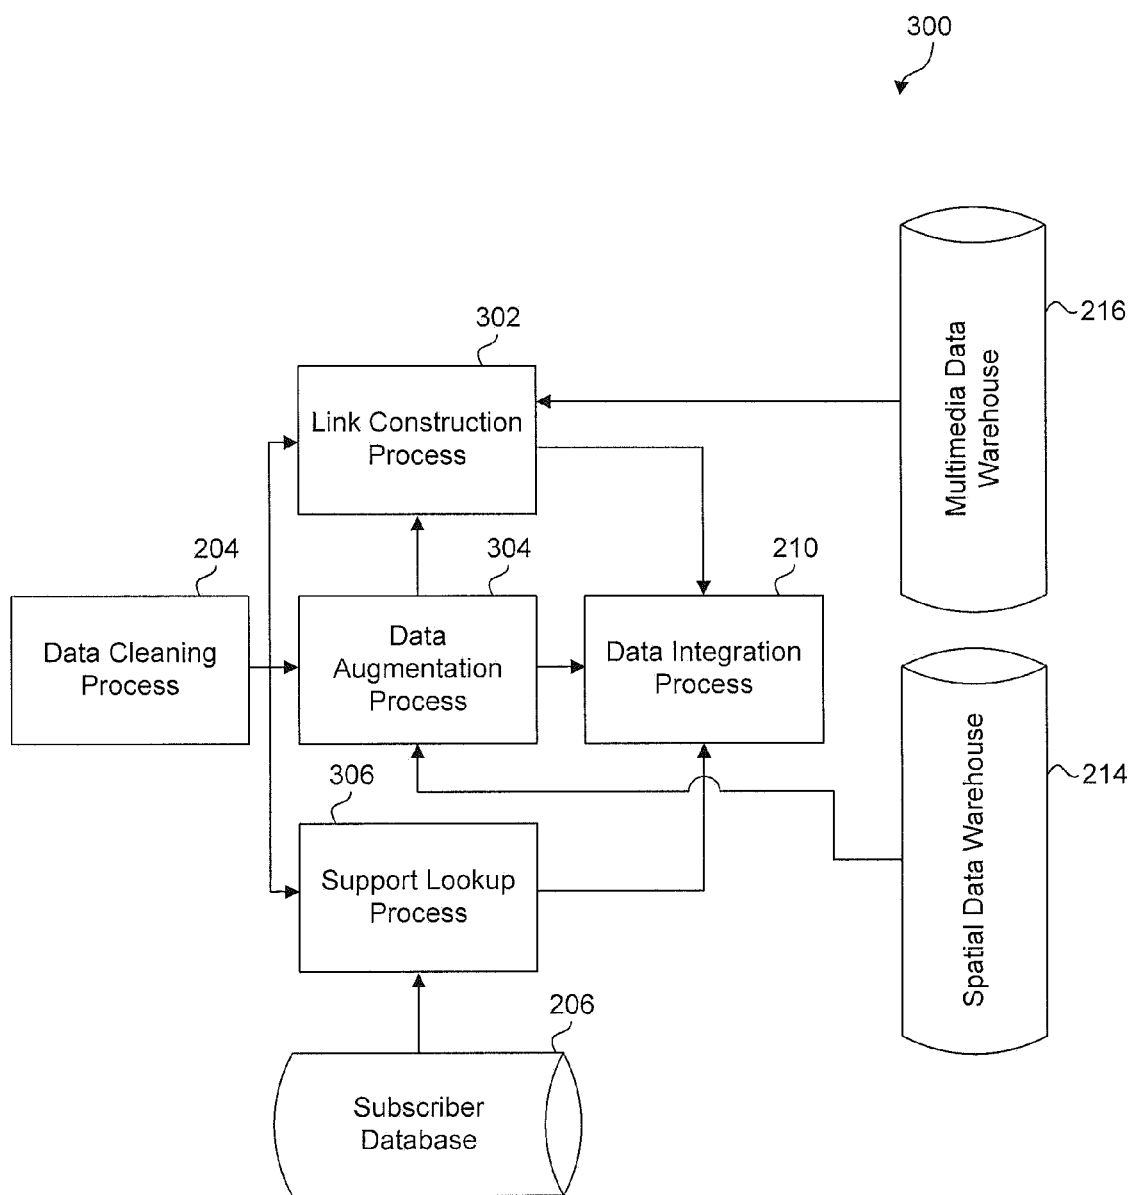 300
216
Multimedia Data
Warehouse
302
Link Construction
Process
204
304
210
Data Cleaning
Process
Data
Augmentation
Process
Data Integration
Process
306
214
Spatial Data Warehouse
Support Lookup
Process
206
Subscriber
Database